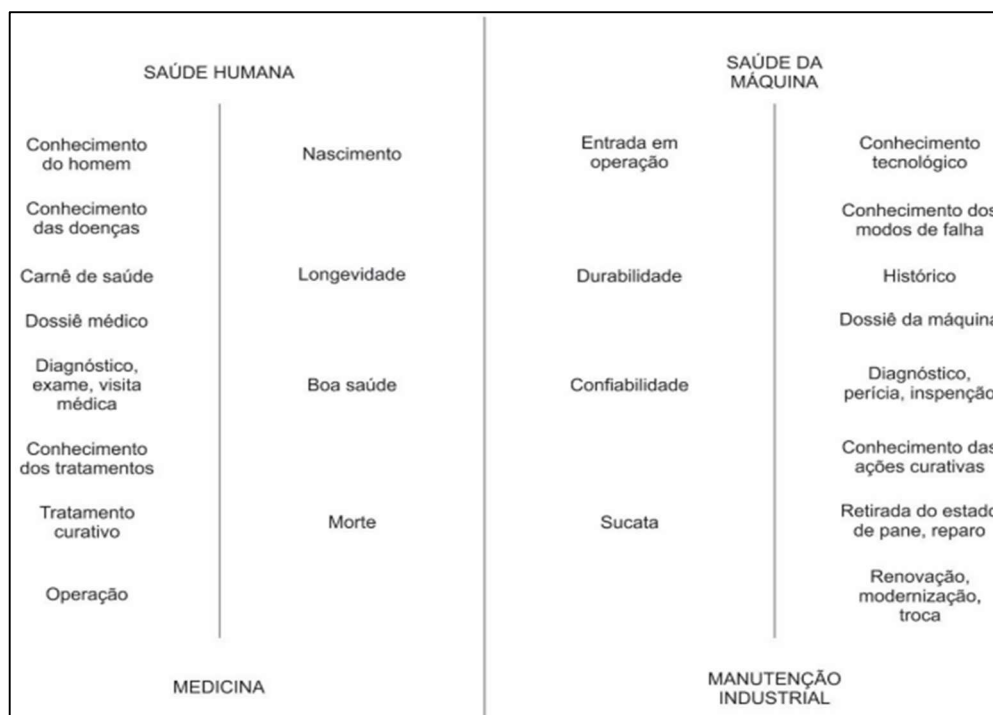 SAÚDE HUMANA
Conhecimento
do homem
Conhecimento
das doenças
Carnê de saúde
Dossiê médico
Diagnóstico,
exame, visita
médica
Conhecimento
dos tratamentos
Tratamento
curativo
Operação
Nascimento
Longevidade
Boa saúde
Morte
MEDICINA
SAÚDE DA
MÁQUINA
Entrada em
operação
Durabilidade
Confiabilidade
Sucata
Conhecimento
tecnológico
Conhecimento dos
modos de falha
Histórico
Dossiê da máquina
Diagnóstico,
perícia, inspenção
Conhecimento das
ações curativas
Retirada do estado
de pane, reparo
Renovação,
modernização,
troca
MANUTENÇÃO
INDUSTRIAL